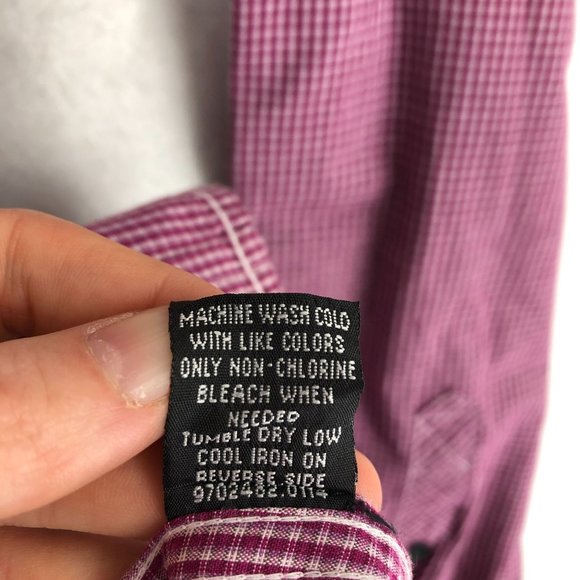 MACHINE WASH COLD
WITH LIKE COLORS
ONLY NON-CHLORINE
BLEACH WHEN
NEEDED
TUMBLE DRY LOW
COOL IRON ON
REVERSE SIDE
9702482.0114